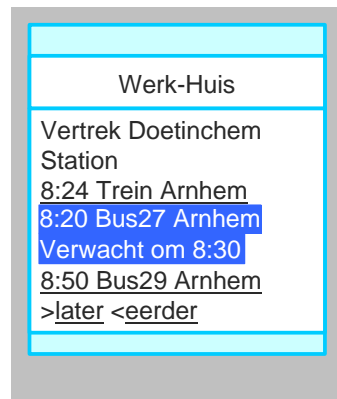 Werk-Huis
Vertrek Doetinchem
Station
8:24 Trein Arnhem
8:20 Bus27 Arnhem
Verwacht om 8:30
8:50 Bus29 Arnhem
>later <eerder